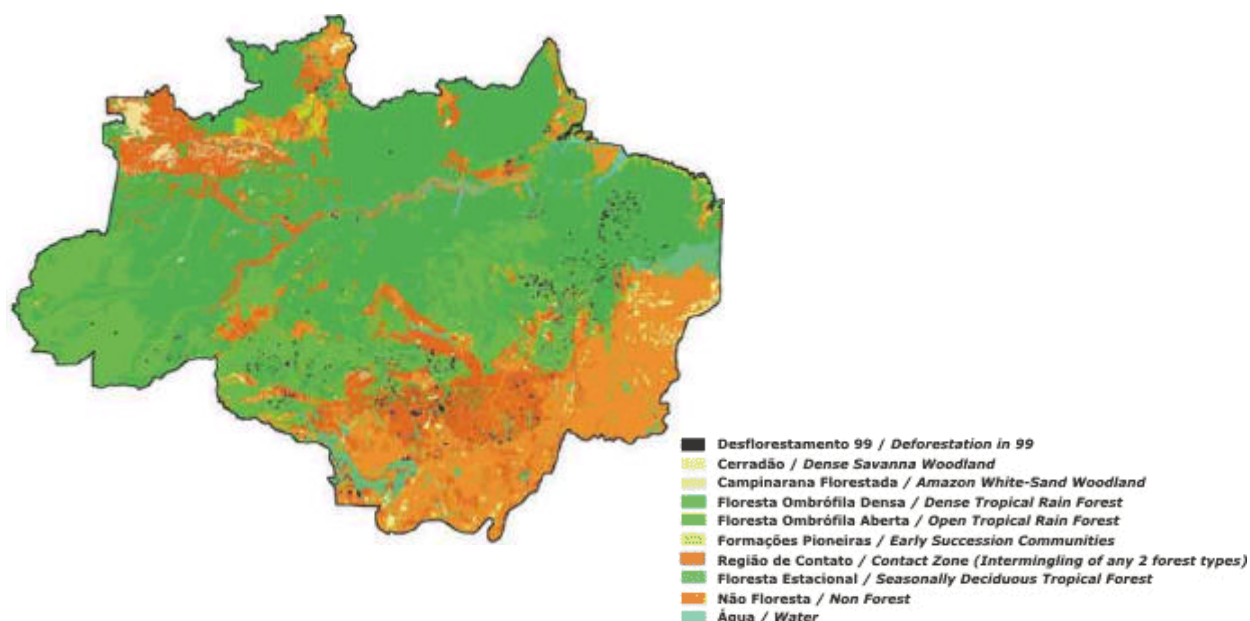 Desflorestamento 99 / Deforestation in 99
Cerradão / Dense Savanna Woodland
Campinarana Florestada / Amazon White-Sand Woodland
Floresta Ombrófila Densa / Dense Tropical Rain Forest
Floresta Ombrófila Aberta / Open Tropical Rain Forest
Formações Pioneiras / Early Succession Communities
Região de Contato / Contact Zone (Intermingling of any 2 forest types)
Floresta Estacional / Seasonally Deciduous Tropical Forest
Não Floresta / Non Forest
Água / Water